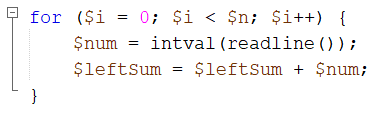 for ($i = 0; $i < $n; $i++) {
    $num = intval(readline());
    $leftSum = $leftSum + $num;
}